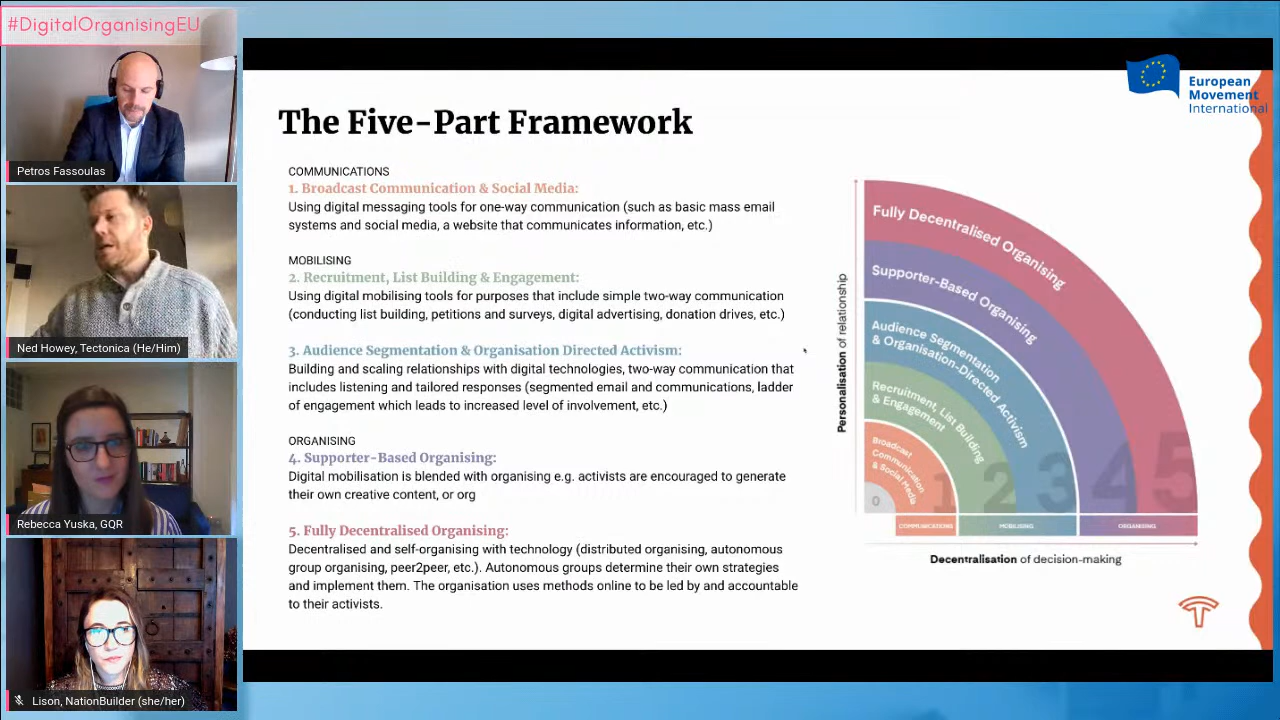 #DigitalOrganisingEU
Petros Fassoulas
Ned Howey, Tectonica (He/Him)
Rebecca Yuska, GQR
Lison, NationBuilder (she/her)
European
Movement
International
The Five-Part Framework
COMMUNICATIONS
1. Broadcast Communication & Social Media:
Using digital messaging tools for one-way communication (such as basic mass email
systems and social media, a website that communicates information, etc.)
MOBILISING
2. Recruitment, List Building & Engagement:
Using digital mobilising tools for purposes that include simple two-way communication
(conducting list building, petitions and surveys, digital advertising, donation drives, etc.)
3. Audience Segmentation & Organisation Directed Activism:
Building and scaling relationships with digital technologies, two-way communication that
includes listening and tailored responses (segmented email and communications, ladder
of engagement which leads to increased level of involvement, etc.)
ORGANISING
4. Supporter-Based Organising:
Digital mobilisation is blended with organising e.g. activists are encouraged to generate
their own creative content, or org
5. Fully Decentralised Organising:
Decentralised and self-organising with technology (distributed organising, autonomous
group organising, peer2peer, etc.). Autonomous groups determine their own strategies
and implement them. The organisation uses methods online to be led by and accountable
to their activists.
Personalisation of relationship
Fully Decentralised Organising
Supporter-Based Organising
Audience Segmentation
& Organisation-Directed Activism
Recruitment, List Building
& Engagement
Broadcast
Communication
& Social Media
0 1 2 3 4 5
COMMUNICATIONS
MOBILISING
ORGANISING
Decentralisation of decision-making